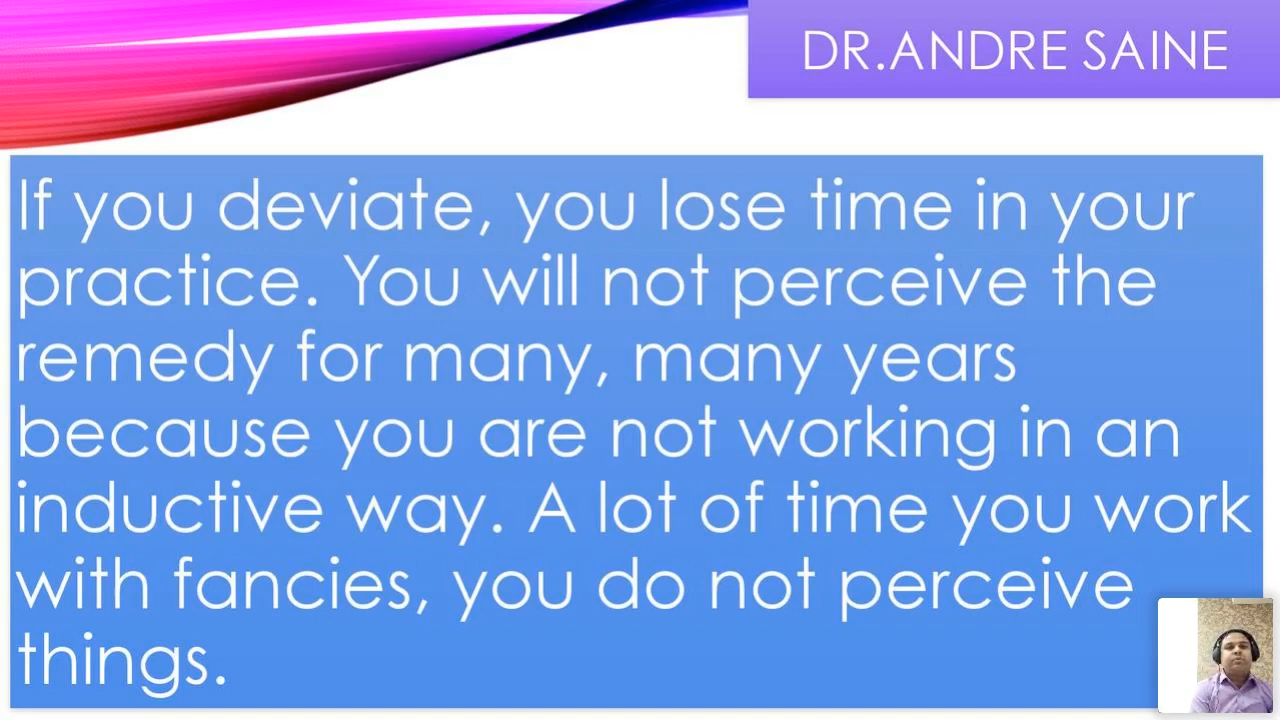 DR.ANDRE SAINE
If you deviate, you lose time in your
practice. You will not perceive the
remedy for many, many years
because you are not working in an
inductive way. A lot of time you work
with fancies, you do not perceive
things.